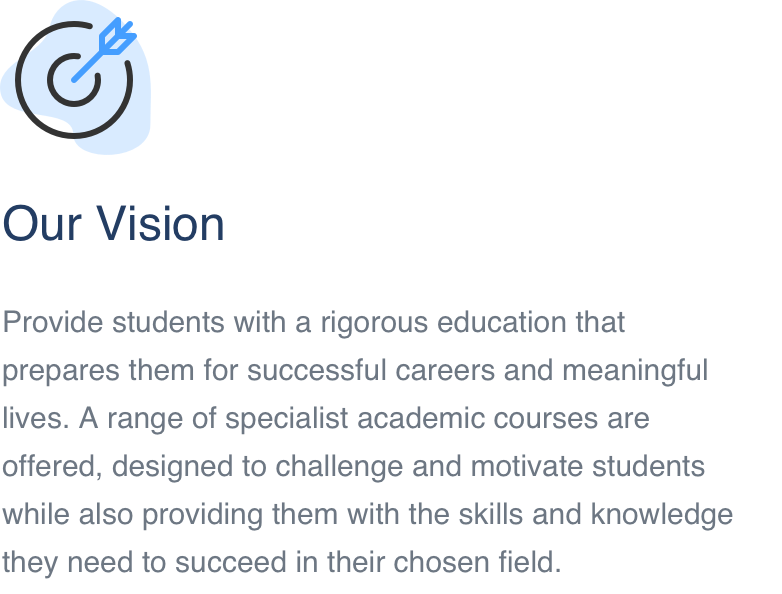 Our Vision
Provide students with a rigorous education that
prepares them for successful careers and meaningful
lives. A range of specialist academic courses are
offered, designed to challenge and motivate students
while also providing them with the skills and knowledge
they need to succeed in their chosen field.